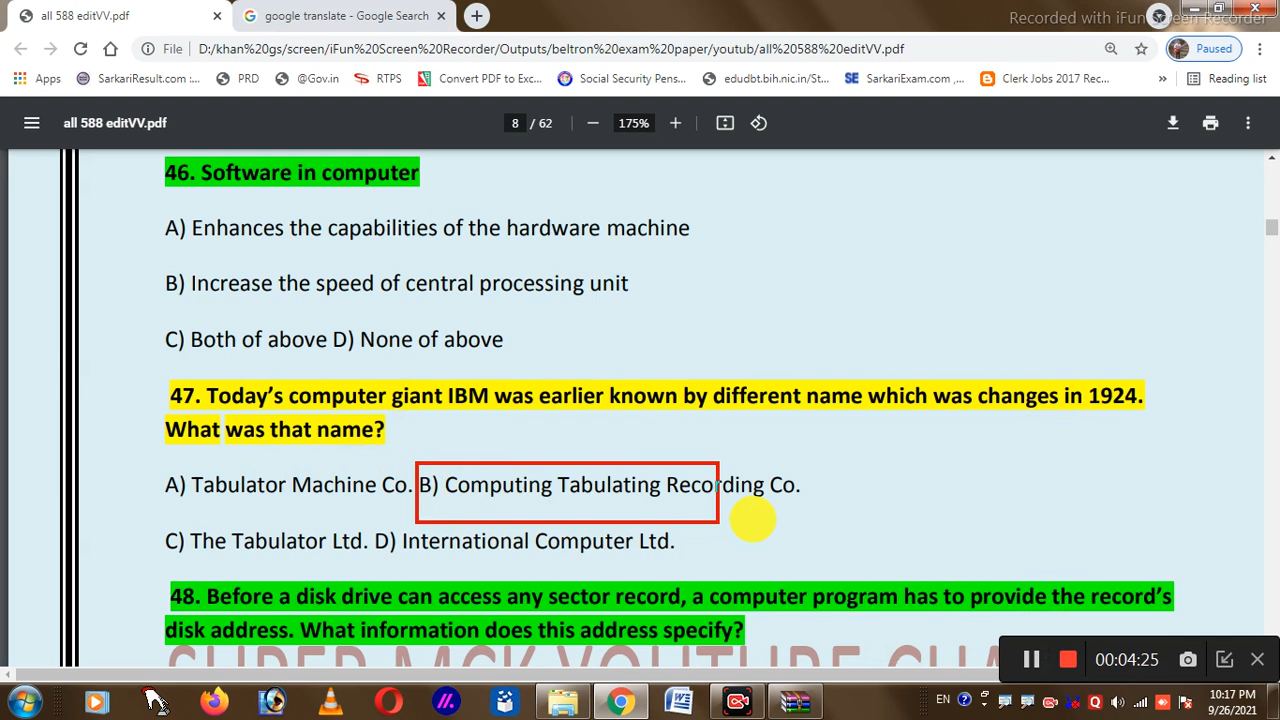 all 588 editVV.pdf
google translate - Google Search
Recorded with iFun Screen Recorder
File D:/khan%20gs/screen/iFun%20Screen%20Recorder/Outputs/beltron%20exam%20paper/youtub/all%20588%20editVV.pdf
Paused
Apps SarkariResult.com :... PRD @Gov.in RTPS Convert PDF to Exc... Social Security Pens... edudbt.bih.nic.in/St... SarkariExam.com ,... Clerk Jobs 2017 Rec... » Reading list
all 588 editVV.pdf 8 / 62 175%
46. Software in computer
A) Enhances the capabilities of the hardware machine
B) Increase the speed of central processing unit
C) Both of above D) None of above
47. Today's computer giant IBM was earlier known by different name which was changes in 1924.
What was that name?
A) Tabulator Machine Co. B) Computing Tabulating Recording Co.
C) The Tabulator Ltd. D) International Computer Ltd.
48. Before a disk drive can access any sector record, a computer program has to provide the record's
disk address. What information does this address specify?
00:04:25
EN 10:17 PM
9/26/2021